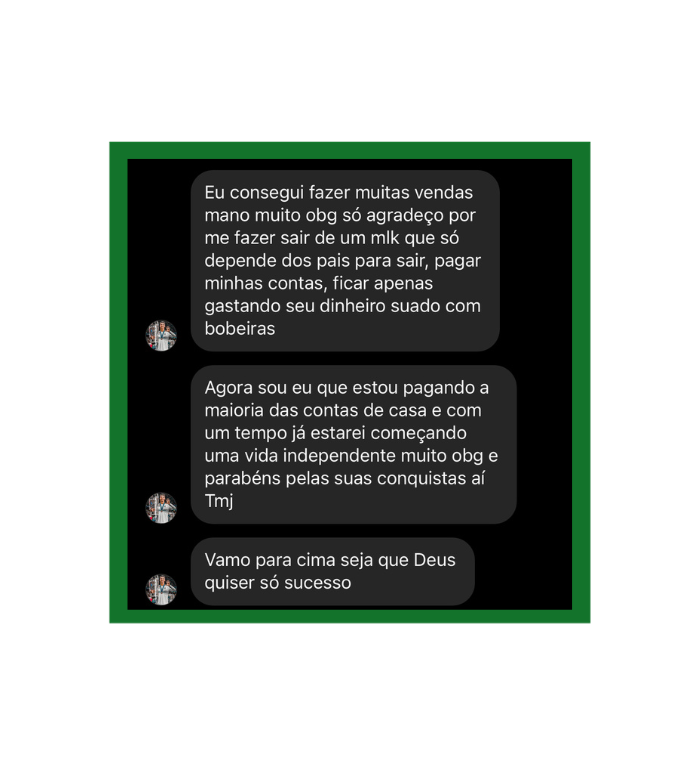 Eu consegui fazer muitas vendas
mano muito obg só agradeço por
me fazer sair de um mlk que só
depende dos pais para sair, pagar
minhas contas, ficar apenas
gastando seu dinheiro suado com
bobeiras
Agora sou eu que estou pagando a
maioria das contas de casa e com
um tempo já estarei começando
uma vida independente muito obg e
parabéns pelas suas conquistas aí
Tmj
Vamo para cima seja que Deus
quiser só sucesso